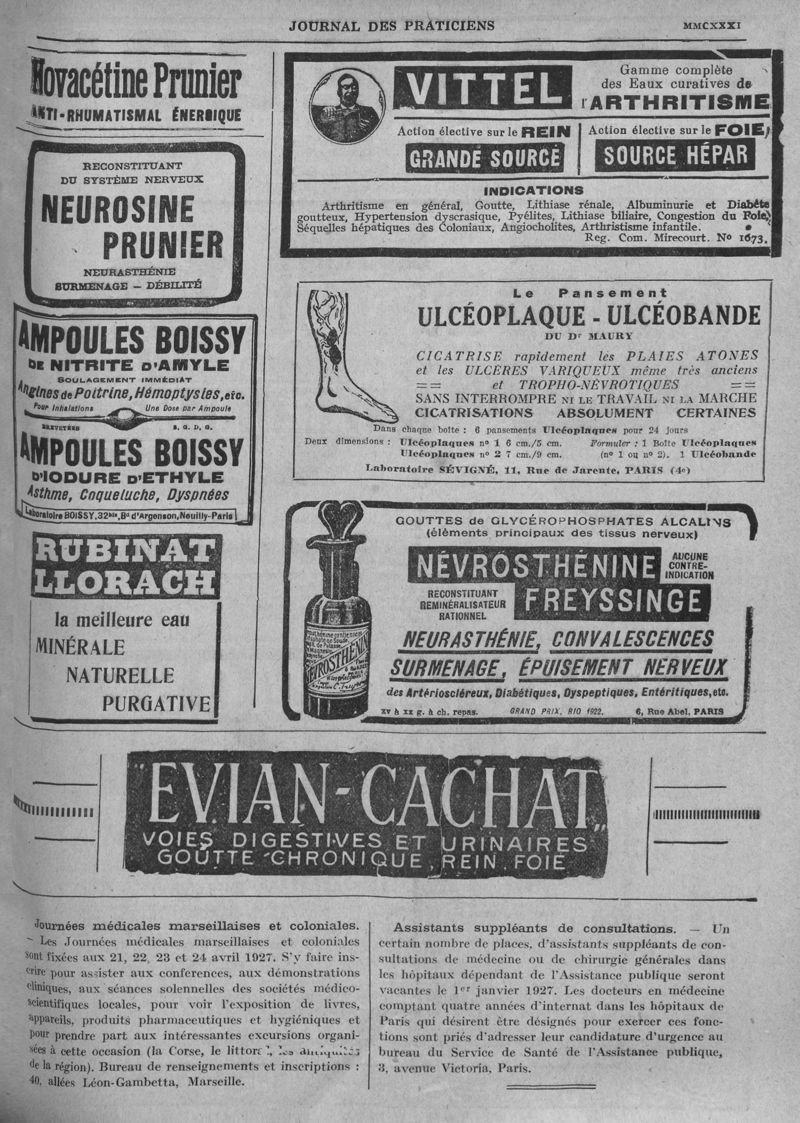 JOURNAL DES PRATICIENS
MMCXXXI
Novacétine Prunier
ANTI-RHUMATISMAL ÉNERGIQUE
RECONSTITUANT
DU SYSTÈME NERVEUX
NEUROSINE
PRUNIER
NEURASTHÉNIE
SURMENAGE — DÉBILITÉ
AMPOULES BOISSY
DE NITRITE D'AMYLE
SOULAGEMENT IMMÉDIAT
Angines de Poitrine, Hémoptysies, etc.
Pour Inhalations
Une Dose par Ampoule
BREVETÉES
S. G. D. G.
AMPOULES BOISSY
D'IODURE D'ETHYLE
Asthme, Coqueluche, Dyspnées
Laboratoire BOISSY, 32bis, Bd d'Argenson, Neuilly-Paris
RUBINAT
LLORACH
la meilleure eau
MINÉRALE
NATURELLE
PURGATIVE
VITTEL
Gamme complète
des Eaux curatives de
l'ARTHRITISME
Action élective sur le REIN
GRANDE SOURCE
Action élective sur le FOIE
SOURCE HÉPAR
INDICATIONS
Arthritisme en général, Goutte, Lithiase rénale, Albuminurie et Diabète
goutteux, Hypertension dyscrasique, Pyélites, Lithiase biliaire, Congestion du Foie,
Séquelles hépatiques des Coloniaux, Angiocholites, Arthristisme infantile.
Reg. Com. Mirecourt. No 1673.
Le Pansement
ULCÉOPLAQUE - ULCÉOBANDE
DU Dr MAURY
CICATRISE rapidement les PLAIES ATONES
et les ULCÈRES VARIQUEUX même très anciens
== et TROPHO-NÉVROTIQUES ==
SANS INTERROMPRE NI LE TRAVAIL NI LA MARCHE
CICATRISATIONS ABSOLUMENT CERTAINES
Dans chaque boîte : 6 pansements Ulcéoplaques pour 24 jours
Deux dimensions : Ulcéoplaques no 1 6 cm./5 cm. Formuler : 1 Boîte Ulcéoplaques
Ulcéoplaques no 2 7 cm./9 cm. (no 1 ou no 2). 1 Ulcéobande
Laboratoire SÉVIGNÉ, 11, Rue de Jarente, PARIS (4e)
GOUTTES de GLYCÉROPHOSPHATES ALCALINS
(éléments principaux des tissus nerveux)
NÉVROSTHÉNINE
AUCUNE
CONTRE-
INDICATION
RECONSTITUANT
REMINÉRALISATEUR
RATIONNEL
FREYSSINGE
NEURASTHÉNIE, CONVALESCENCES
SURMENAGE, ÉPUISEMENT NERVEUX
des Artérioscléreux, Diabétiques, Dyspeptiques, Entéritiques, etc.
XV à XX g. à ch. repas.
GRAND PRIX, RIO 1922.
6, Rue Abel, PARIS
NÉVROSTHÉNINE
"EVIAN-CACHAT"
VOIES DIGESTIVES ET URINAIRES
GOUTTE CHRONIQUE, REIN, FOIE
Journées médicales marseillaises et coloniales.
— Les Journées médicales marseillaises et coloniales
sont fixées aux 21, 22, 23 et 24 avril 1927. S'y faire ins-
crire pour assister aux conferences, aux démonstrations
cliniques, aux séances solennelles des sociétés médico-
scientifiques locales, pour voir l'exposition de livres,
appareils, produits pharmaceutiques et hygiéniques et
pour prendre part aux intéressantes excursions organi-
sées à cette occasion (la Corse, le littoral, les antiquités
de la région). Bureau de renseignements et inscriptions :
40, allées Léon-Gambetta, Marseille.
Assistants suppléants de consultations. — Un
certain nombre de places, d'assistants suppléants de con-
sultations de médecine ou de chirurgie générales dans
les hôpitaux dépendant de l'Assistance publique seront
vacantes le 1er janvier 1927. Les docteurs en médecine
comptant quatre années d'internat dans les hôpitaux de
Paris qui désirent être désignés pour exercer ces fonc-
tions sont priés d'adresser leur candidature d'urgence au
bureau du Service de Santé de l'Assistance publique,
3, avenue Victoria, Paris.